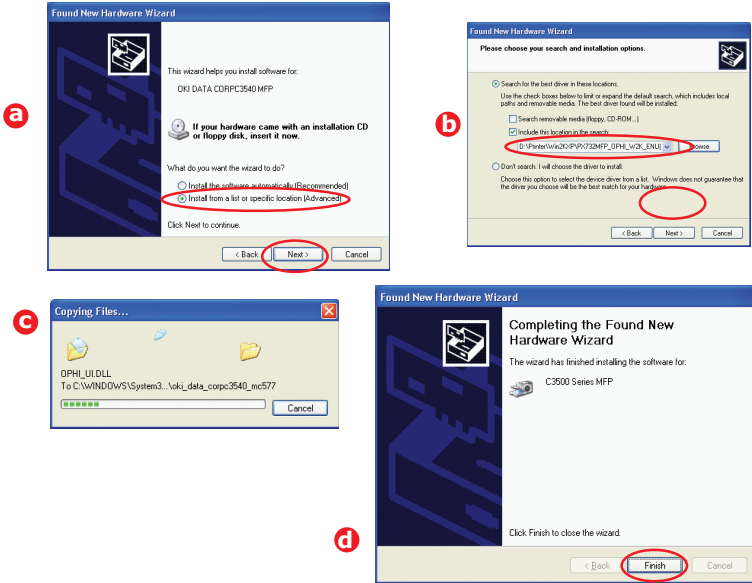 a
Found New Hardware Wizard
This wizard helps you install software for:
OKI DATA CORPC3540 MFP
If your hardware came with an installation CD
or floppy disk, insert it now.
What do you want the wizard to do?
Install the software automatically (Recommended)
Install from a list or specific location (Advanced)
Click Next to continue.
< Back
Next >
Cancel
b
Found New Hardware Wizard
Please choose your search and installation options.
Search for the best driver in these locations.
Use the check boxes below to limit or expand the default search, which includes local
paths and removable media. The best driver found will be installed.
Search removable media (floppy, CD-ROM...)
Include this location in the search:
D:\Printer\Win2KXP\PX732MFP_OPHI_W2K_ENU(
Browse
Don't search. I will choose the driver to install.
Choose this option to select the device driver from a list. Windows does not guarantee that
the driver you choose will be the best match for your hardware.
< Back
Next >
Cancel
c
Copying Files...
OPHI_UI.DLL
To C:\WINDOWS\System3...\oki_data_corpc3540_mc577
Cancel
d
Found New Hardware Wizard
Completing the Found New
Hardware Wizard
The wizard has finished installing the software for:
C3500 Series MFP
Click Finish to close the wizard.
< Back
Finish
Cancel